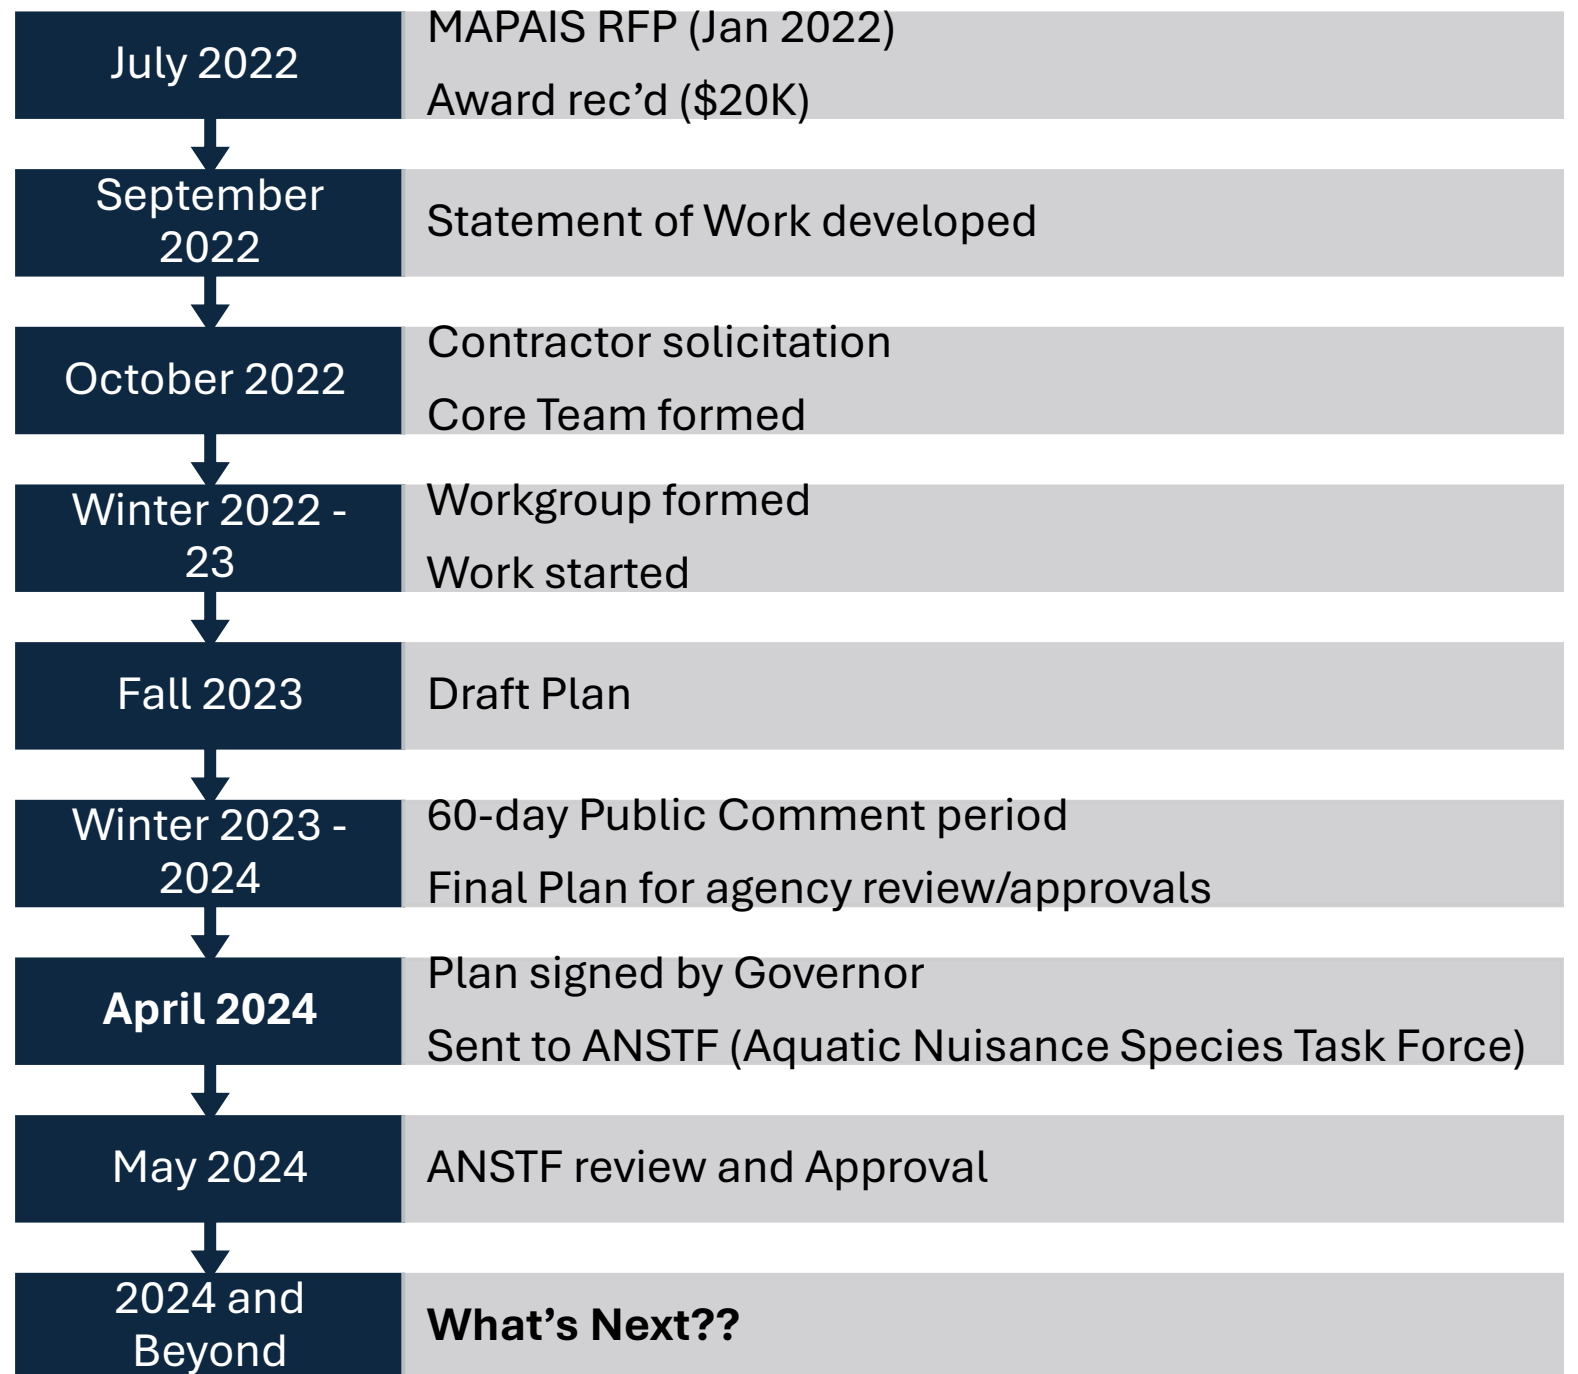 July 2022
MAPAIS RFP (Jan 2022)
Award rec’d ($20K)
September
2022
Statement of Work developed
October 2022
Contractor solicitation
Core Team formed
Winter 2022 -
23
Workgroup formed
Work started
Fall 2023
Draft Plan
Winter 2023 -
2024
60-day Public Comment period
Final Plan for agency review/approvals
April 2024
Plan signed by Governor
Sent to ANSTF (Aquatic Nuisance Species Task Force)
May 2024
ANSTF review and Approval
2024 and
Beyond
What’s Next??